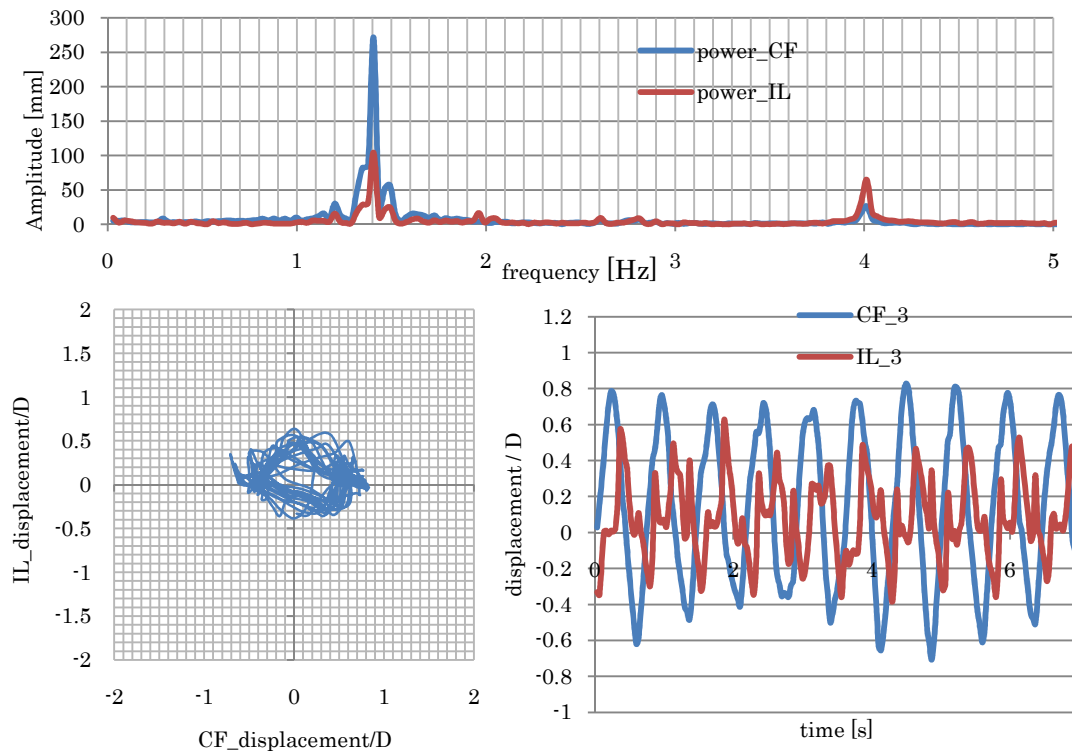 300
250
200
150
100
50
0
Amplitude [mm]
power_CF
power_IL
0 1 2 3 4 5
frequency [Hz]
2
1.5
1
0.5
0
-0.5
-1
-1.5
-2
IL_displacement/D
-2 -1 0 1 2
CF_displacement/D
1.2
1
0.8
0.6
0.4
0.2
0
-0.2
-0.4
-0.6
-0.8
-1
displacement / D
CF_3
IL_3
0 2 4 6
time [s]